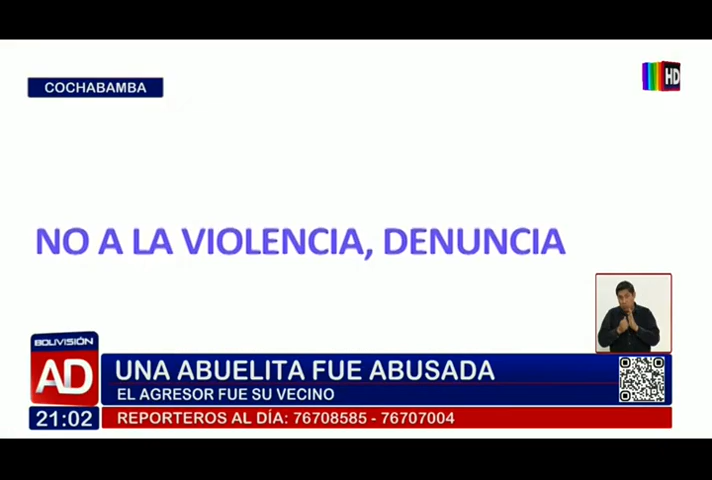 COCHABAMBA
HD
NO A LA VIOLENCIA, DENUNCIA
BOLIVISIÓN
AD
UNA ABUELITA FUE ABUSADA
EL AGRESOR FUE SU VECINO
21:02
REPORTEROS AL DÍA: 76708585 - 76707004